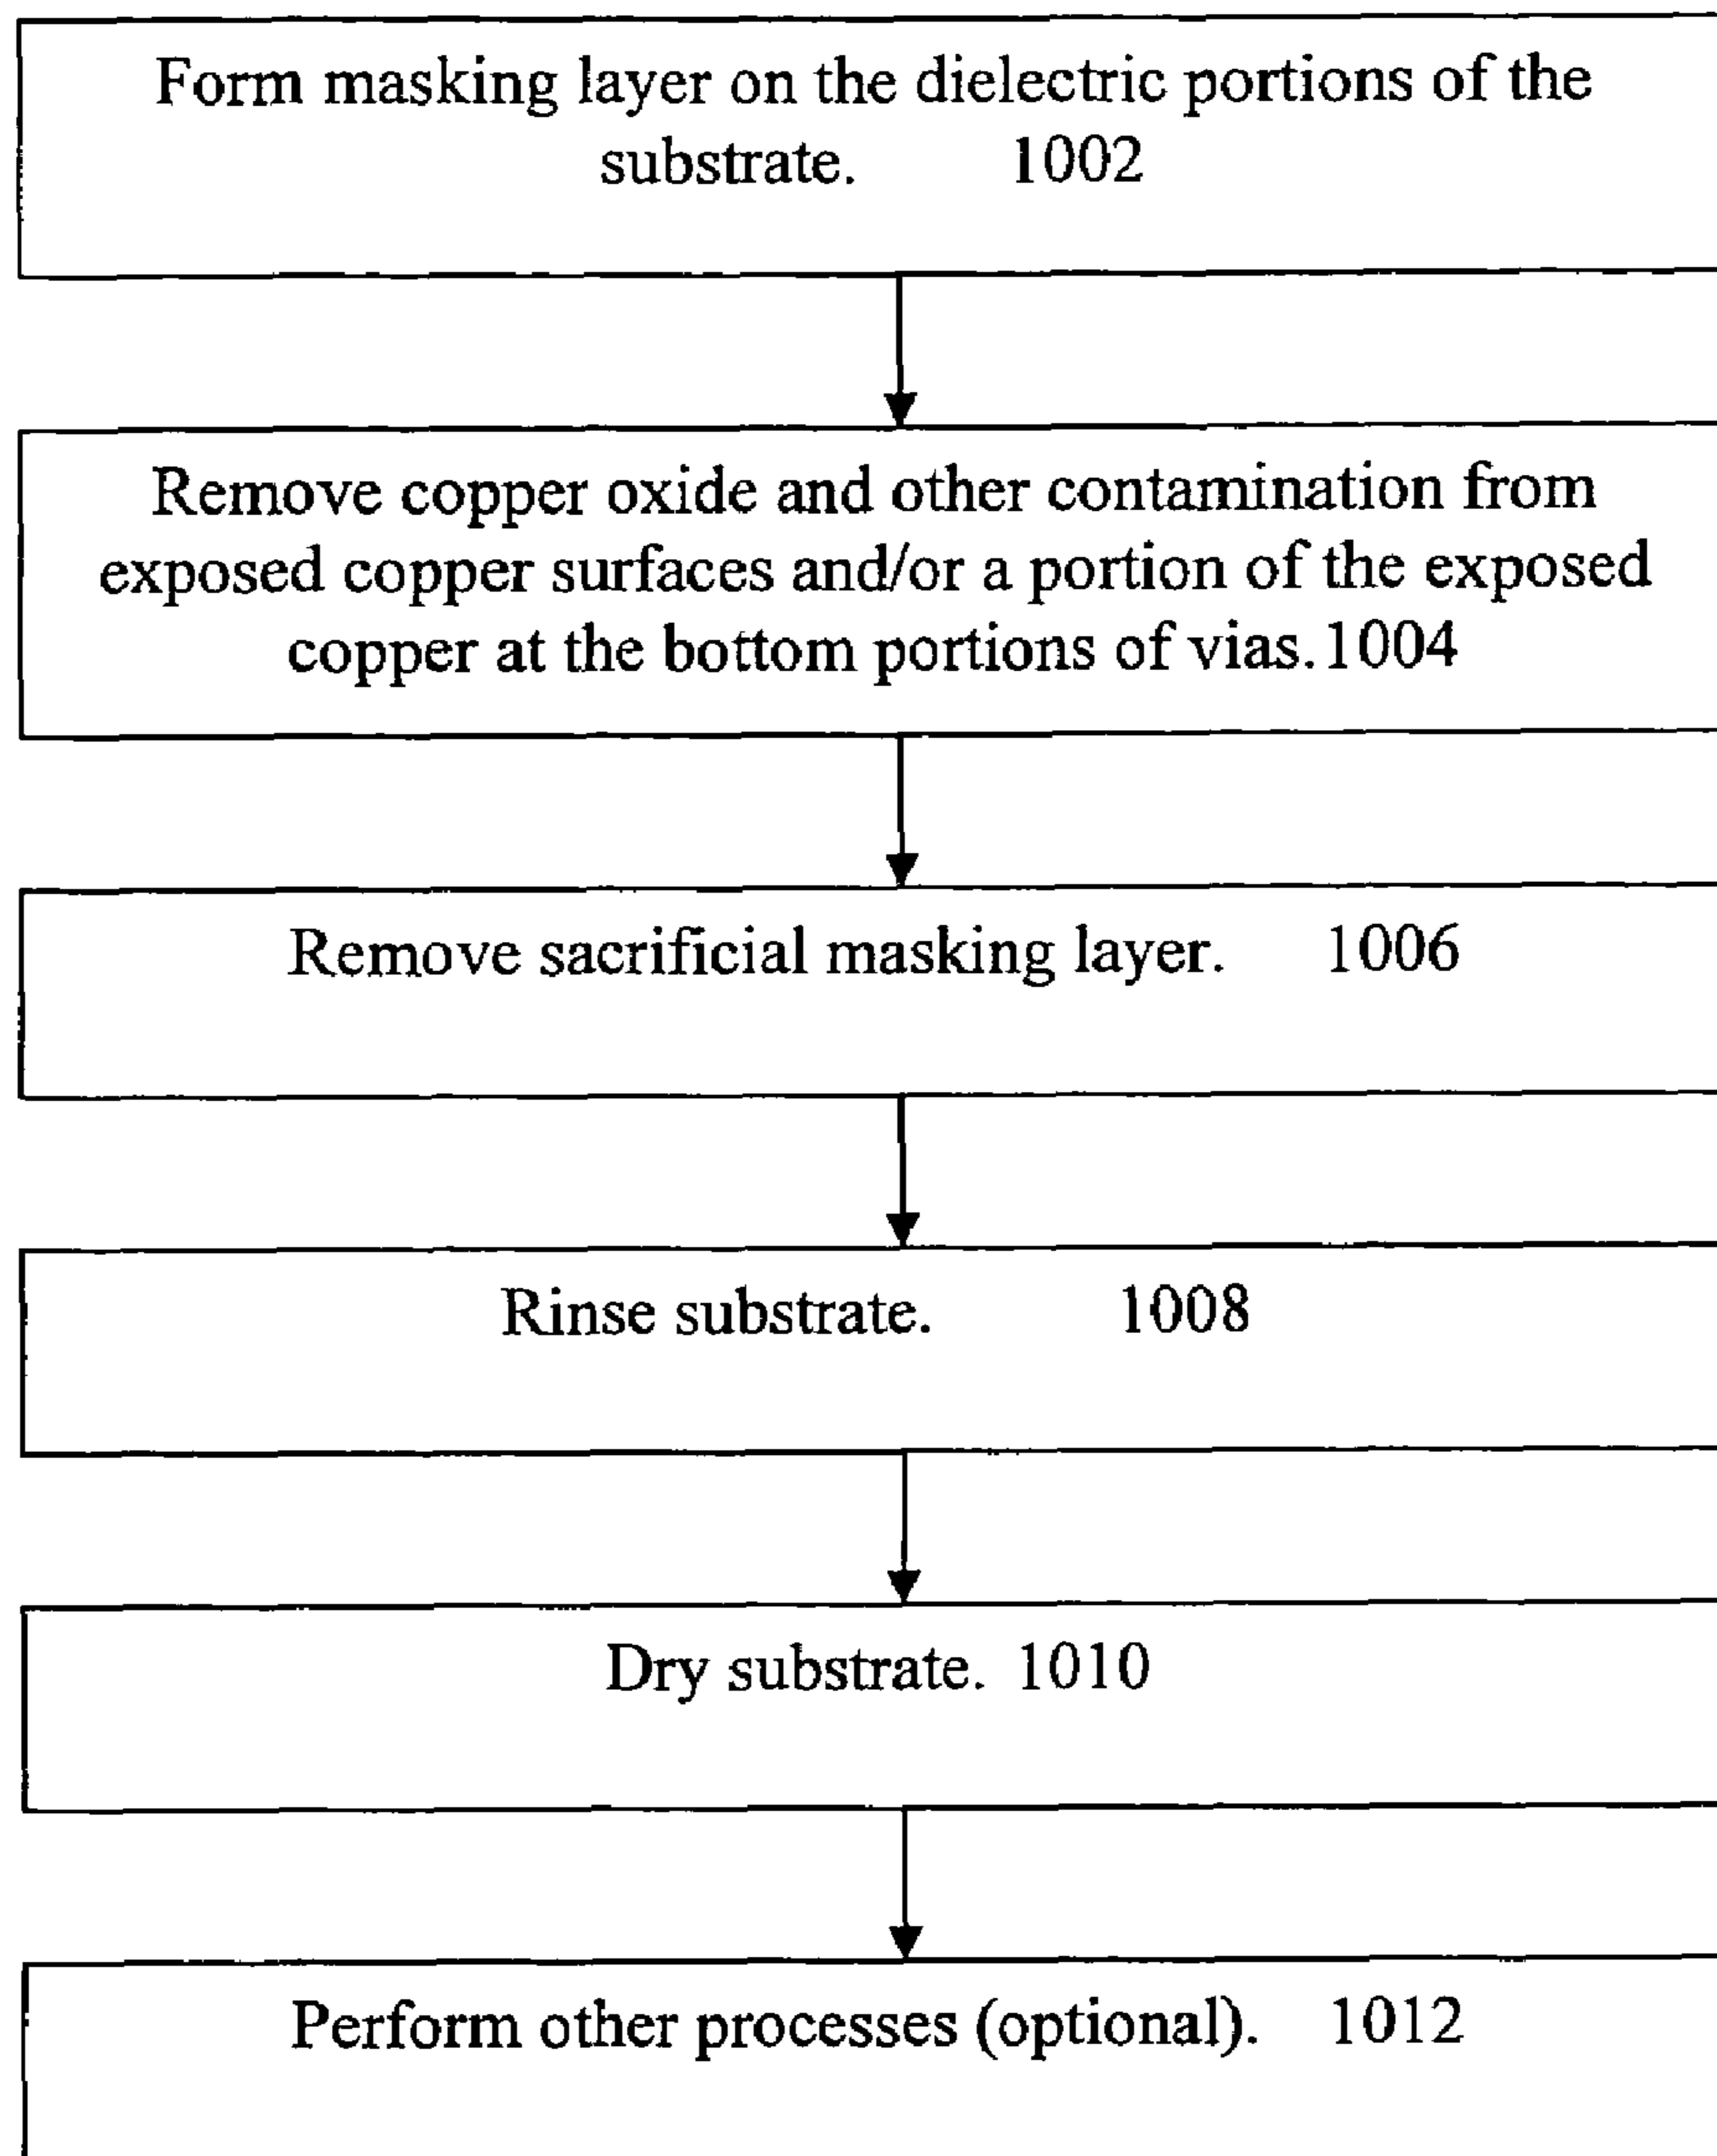 Form masking layer on the dielectric portions of the
substrate. 1002
Remove copper oxide and other contamination from
exposed copper surfaces and/or a portion of the exposed
copper at the bottom portions of vias.1004
Remove sacrificial masking layer. 1006
Rinse substrate. 1008
Dry substrate. 1010
Perform other processes (optional). 1012